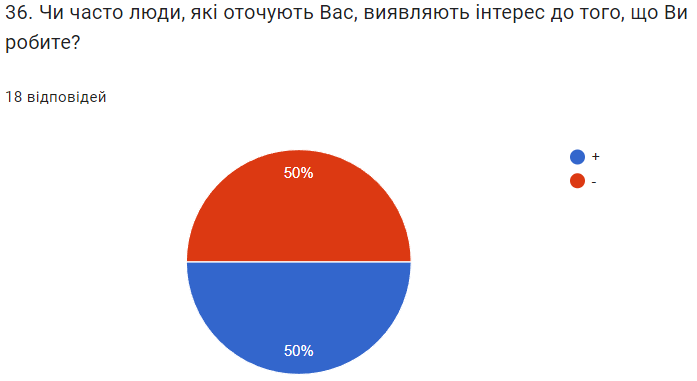 36. Чи часто люди, які оточують Вас, виявляють інтерес до того, що Ви
робите?
18 відповідей
50%
+
-
50%